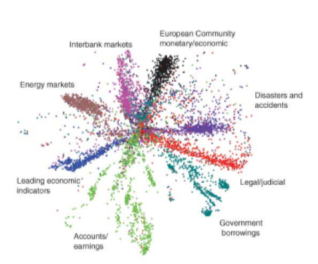 European Community
monetary/economic
Interbank markets
Energy markets
Disasters and
accidents
Leading economic
indicators
Legal/judicial
Government
borrowings
Accounts/
earnings